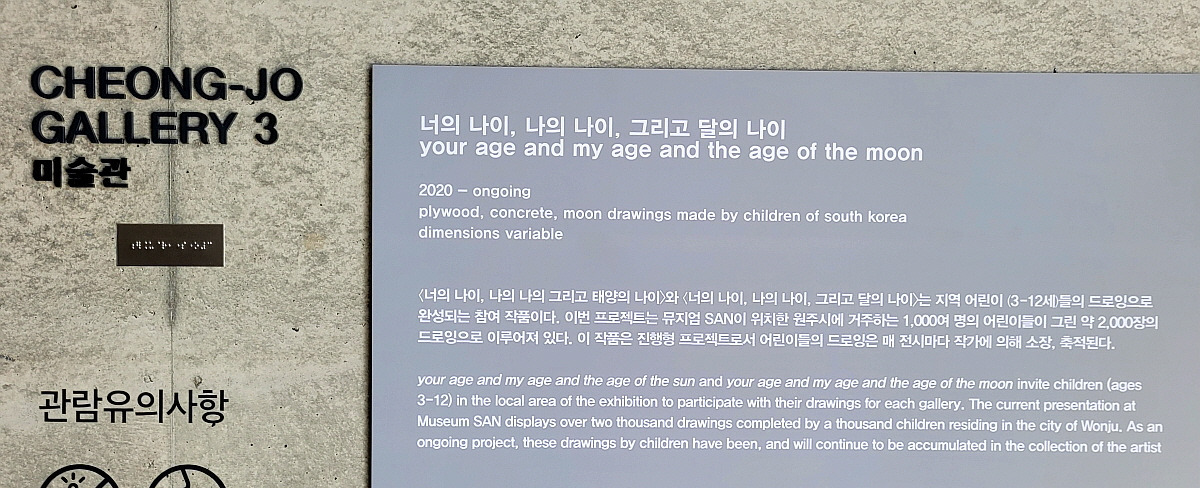 CHEONG-JO
GALLERY 3
미술관
관람유의사항
너의 나이, 나의 나이, 그리고 달의 나이
your age and my age and the age of the moon
2020 – ongoing
plywood, concrete, moon drawings made by children of south korea
dimensions variable
〈너의 나이, 나의 나의 그리고 태양의 나이〉와 〈너의 나이, 나의 나이, 그리고 달의 나이〉는 지역 어린이 (3-12세)들의 드로잉으로
완성되는 참여 작품이다. 이번 프로젝트는 뮤지엄 SAN이 위치한 원주시에 거주하는 1,000여 명의 어린이들이 그린 약 2,000장의
드로잉으로 이루어져 있다. 이 작품은 진행형 프로젝트로서 어린이들의 드로잉은 매 전시마다 작가에 의해 소장, 축적된다.
your age and my age and the age of the sun and your age and my age and the age of the moon invite children (ages
3-12) in the local area of the exhibition to participate with their drawings for each gallery. The current presentation at
Museum SAN displays over two thousand drawings completed by a thousand children residing in the city of Wonju. As an
ongoing project, these drawings by children have been, and will continue to be accumulated in the collection of the artist